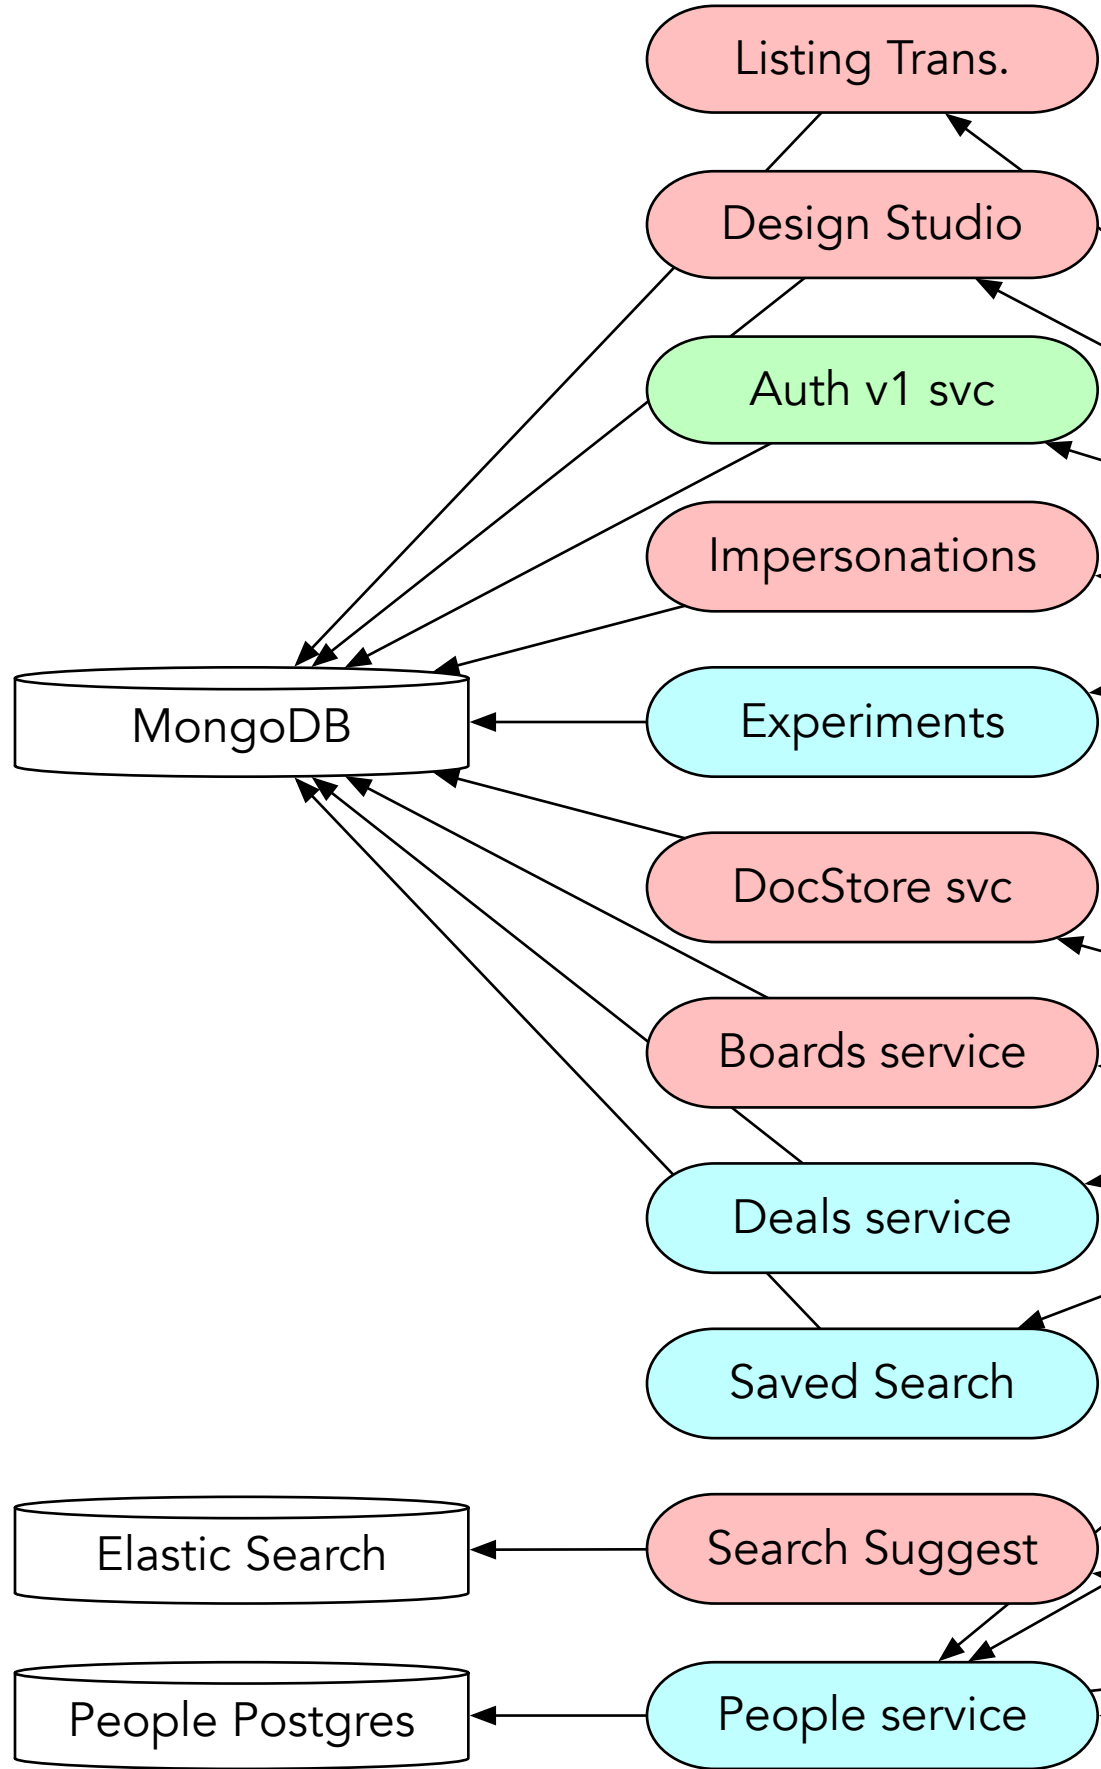 Listing Trans.
Design Studio
Auth v1 svc
Impersonations
MongoDB
Experiments
DocStore svc
Boards service
Deals service
Saved Search
Elastic Search
Search Suggest
People Postgres
People service